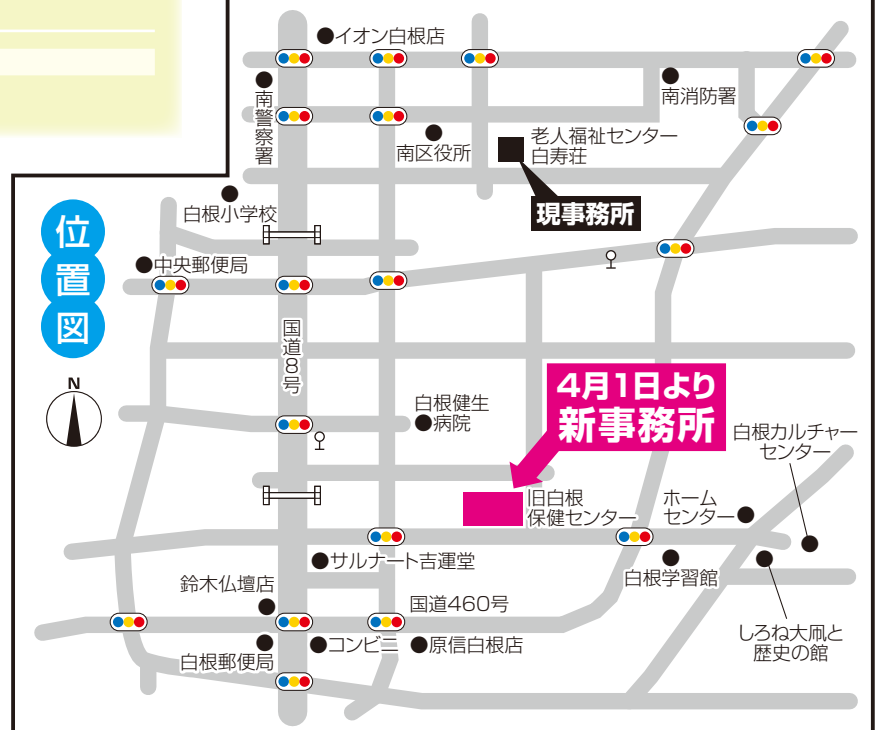 イオン白根店
南警察署
南消防署
南区役所
老人福祉センター
白寿荘
現事務所
白根小学校
位置図
中央郵便局
国道8号
N
4月1日より
新事務所
白根健生
病院
白根カルチャー
センター
旧白根
保健センター
ホーム
センター
サルナート吉運堂
白根学習館
鈴木仏壇店
国道460号
しろね大凧と
歴史の館
コンビニ
原信白根店
白根郵便局